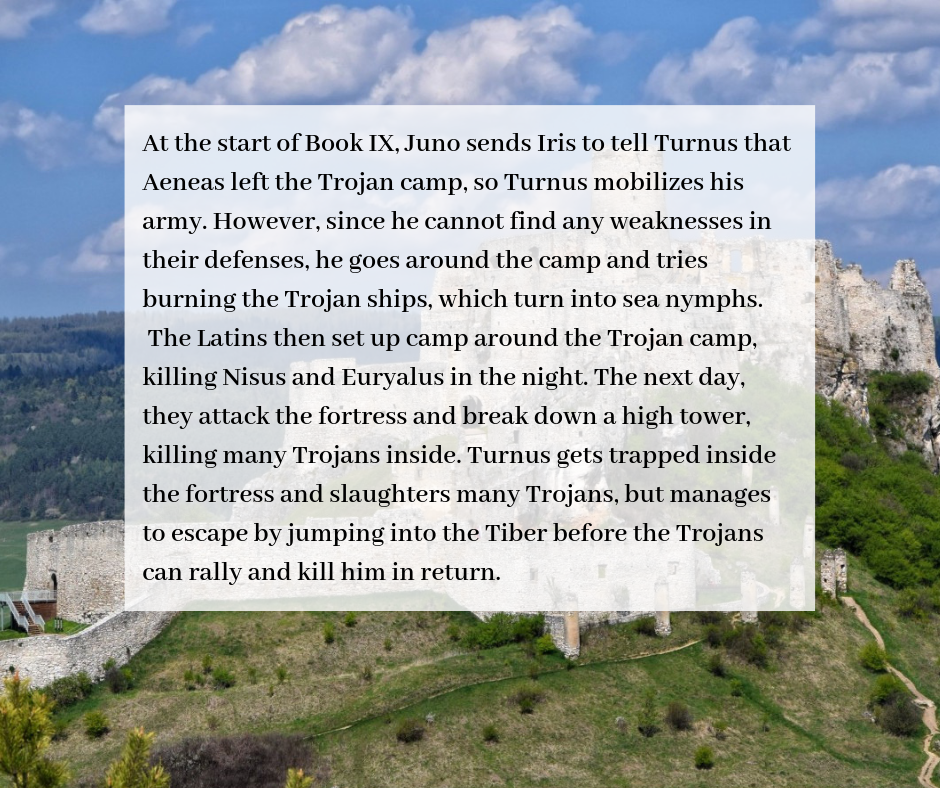 At the start of Book IX, Juno sends Iris to tell Turnus that
Aeneas left the Trojan camp, so Turnus mobilizes his
army. However, since he cannot find any weaknesses in
their defenses, he goes around the camp and tries
burning the Trojan ships, which turn into sea nymphs.
The Latins then set up camp around the Trojan camp,
killing Nisus and Euryalus in the night. The next day,
they attack the fortress and break down a high tower,
killing many Trojans inside. Turnus gets trapped inside
the fortress and slaughters many Trojans, but manages
to escape by jumping into the Tiber before the Trojans
can rally and kill him in return.